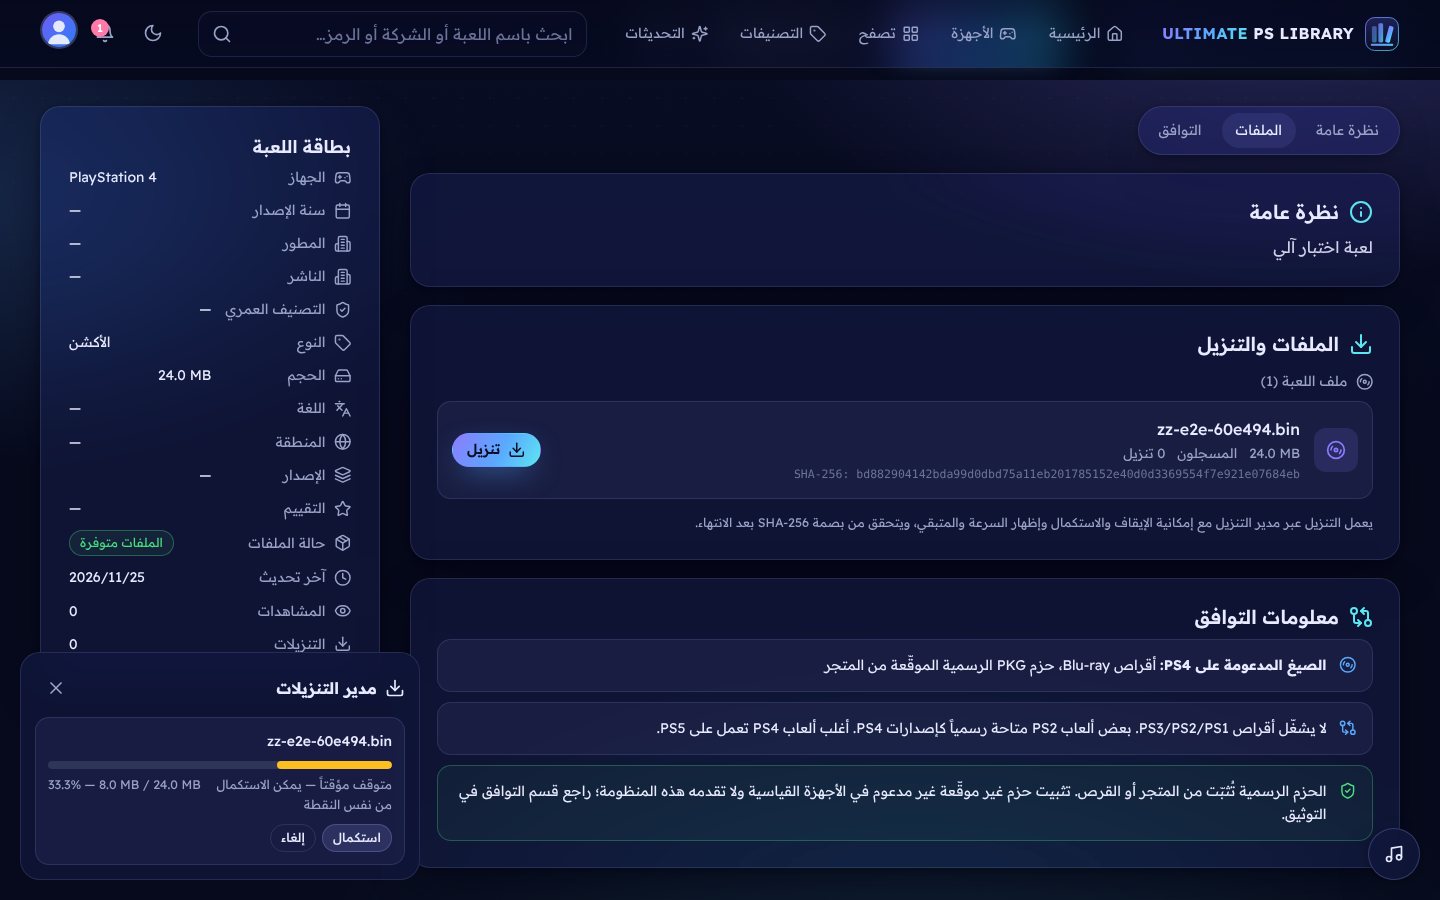 ULTIMATE PS LIBRARY
الرئيسية
الأجهزة
تصفح
التصنيفات
التحديثات
ابحث باسم اللعبة أو الشركة أو الرمز...
1
نظرة عامة
الملفات
التوافق
نظرة عامة
لعبة اختبار آلي
الملفات والتنزيل
ملف اللعبة (1)
zz-e2e-60e494.bin
24.0 MB المسجلون 0 تنزيل
SHA-256: bd882904142bda99d0dbd75a11eb201785152e40d0d3369554f7e921e07684eb
تنزيل
يعمل التنزيل عبر مدير التنزيل مع إمكانية الإيقاف والاستكمال وإظهار السرعة والمتبقي، ويتحقق من بصمة SHA-256 بعد الانتهاء.
معلومات التوافق
الصيغ المدعومة على PS4: أقراص Blu-ray، حزم PKG الرسمية الموقّعة من المتجر
لا يشغّل أقراص PS3/PS2/PS1. بعض ألعاب PS2 متاحة رسمياً كإصدارات PS4. أغلب ألعاب PS4 تعمل على PS5.
الحزم الرسمية تُثبّت من المتجر أو القرص. تثبيت حزم غير موقّعة غير مدعوم في الأجهزة القياسية ولا تقدمه هذه المنظومة؛ راجع قسم التوافق في
التوثيق.
بطاقة اللعبة
الجهاز PlayStation 4
سنة الإصدار —
المطور —
الناشر —
التصنيف العمري —
النوع الأكشن
الحجم 24.0 MB
اللغة —
المنطقة —
الإصدار —
التقييم —
حالة الملفات الملفات متوفرة
آخر تحديث 2026/11/25
المشاهدات 0
التنزيلات 0
مدير التنزيلات
zz-e2e-60e494.bin
متوقف مؤقتاً — يمكن الاستكمال 33.3% — 8.0 MB / 24.0 MB
من نفس النقطة
استكمال
إلغاء